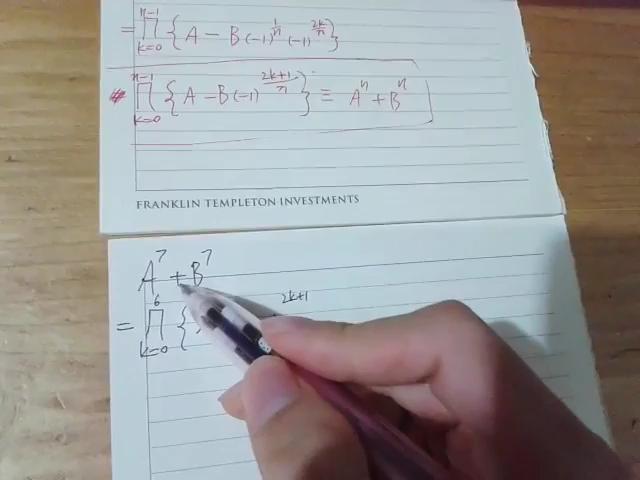 = ∏_{k=0}^{n-1} { A - B(-1)^{1/n} (-1)^{2k/n} }
∏_{k=0}^{n-1} { A - B(-1)^{(2k+1)/n} } ≡ A^n + B^n
FRANKLIN TEMPLETON INVESTMENTS
A^7 + B^7
= ∏_{k=0}^{6} { 2k+1